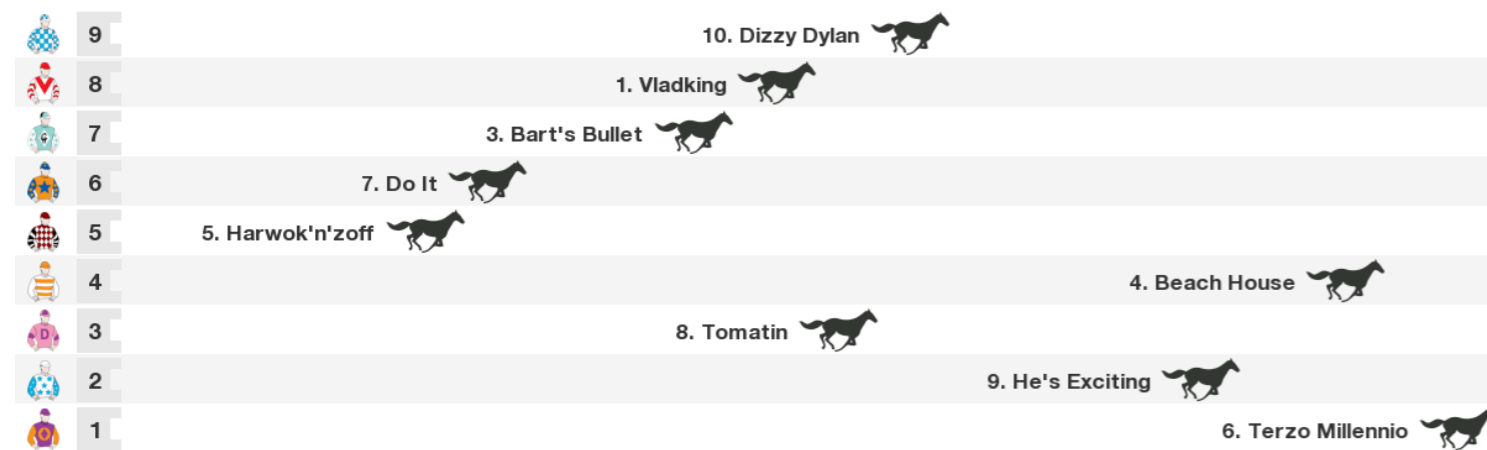 9 10. Dizzy Dylan
8 1. Vladking
7 3. Bart's Bullet
6 7. Do It
5 5. Harwok'n'zoff
4 4. Beach House
D 3 8. Tomatin
2 9. He's Exciting
1 6. Terzo Millennio